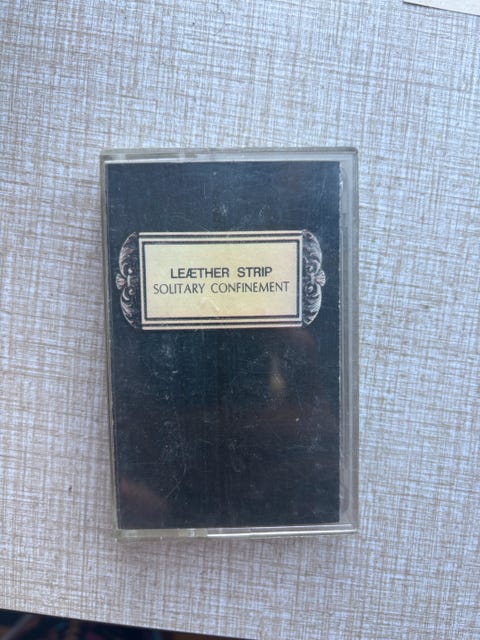 LEÆTHER STRIP
SOLITARY CONFINEMENT